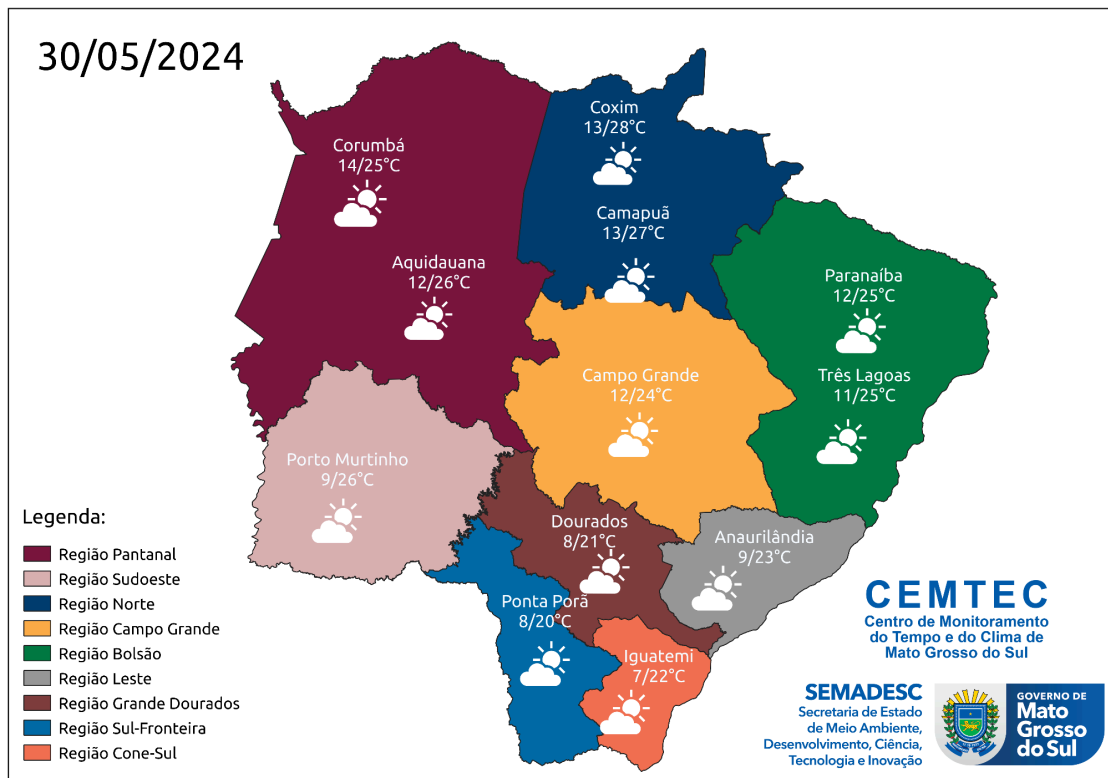 30/05/2024
Coxim
13/28°C
Corumbá
14/25°C
Camapuã
13/27°C
Aquidauana
12/26°C
Paranaíba
12/25°C
Campo Grande
12/24°C
Três Lagoas
11/25°C
Porto Murtinho
9/26°C
Dourados
8/21°C
Anaurilândia
9/23°C
Ponta Porã
8/20°C
Iguatemi
7/22°C
Legenda:
Região Pantanal
Região Sudoeste
Região Norte
Região Campo Grande
Região Bolsão
Região Leste
Região Grande Dourados
Região Sul-Fronteira
Região Cone-Sul
CEMTEC
Centro de Monitoramento
do Tempo e do Clima de
Mato Grosso do Sul
SEMADESC
Secretaria de Estado
de Meio Ambiente,
Desenvolvimento, Ciência,
Tecnologia e Inovação
GOVERNO DE
Mato
Grosso
do Sul